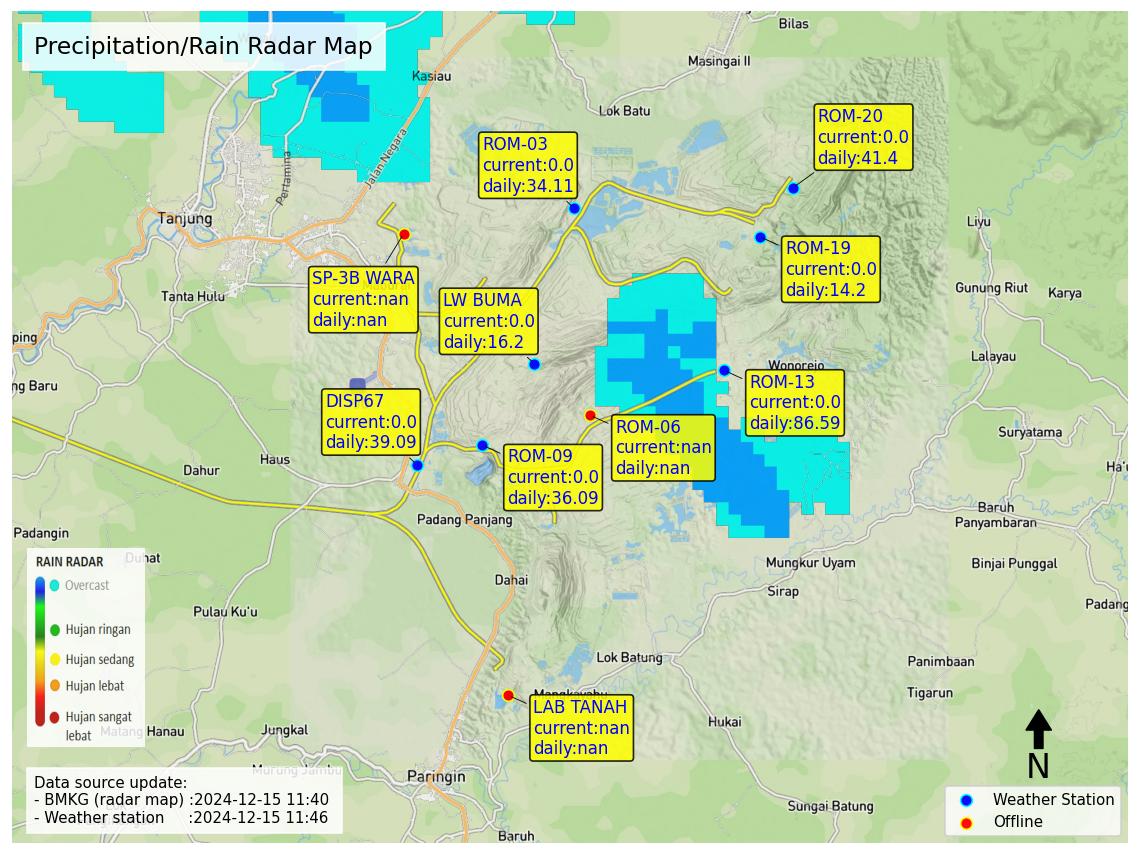 Precipitation/Rain Radar Map
Bilas
Masingai II
Kasiau
Lok Batu
ROM-20
current:0.0
daily:41.4
ROM-03
current:0.0
daily:34.11
Jalan Negara
Pertamina
Tanjung
Liyu
ROM-19
current:0.0
daily:14.2
SP-3B WARA
current:nan
daily:nan
Tanta Hulu
LW BUMA
current:0.0
daily:16.2
Gunung Riut
Karya
ping
Lalayau
Wonorejo
ng Baru
ROM-13
current:0.0
daily:86.59
DISP67
current:0.0
daily:39.09
ROM-06
current:nan
daily:nan
Suryatama
ROM-09
current:0.0
daily:36.09
Haus
Dahur
Ha'u
Baruh
Panyambaran
Padang Panjang
Padangin
Duhat
Mungkur Uyam
Binjai Punggal
Dahai
Sirap
Padang
Pulau Ku'u
RAIN RADAR
Overcast
Hujan ringan
Hujan sedang
Hujan lebat
Hujan sangat
lebat
Lok Batung
Panimbaan
Tigarun
Mangkayahu
LAB TANAH
current:nan
daily:nan
Hukai
Matang Hanau
Jungkal
Murung Jambu
Paringin
N
Data source update:
- BMKG (radar map) :2024-12-15 11:40
- Weather station :2024-12-15 11:46
Sungai Batung
Baruh
Weather Station
Offline